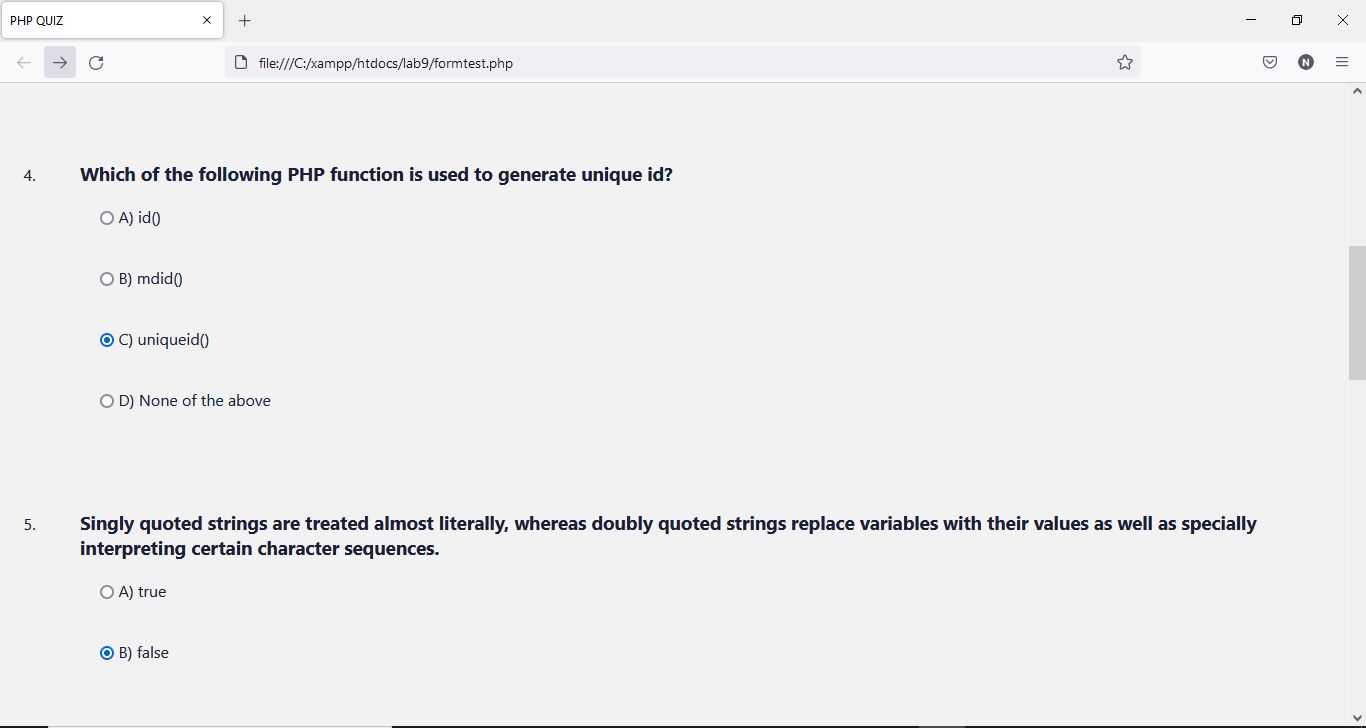 PHP QUIZ
file:///C:/xampp/htdocs/lab9/formtest.php
N
4. Which of the following PHP function is used to generate unique id?
A) id()
B) mdid()
C) uniqueid()
D) None of the above
5. Singly quoted strings are treated almost literally, whereas doubly quoted strings replace variables with their values as well as specially
interpreting certain character sequences.
A) true
B) false